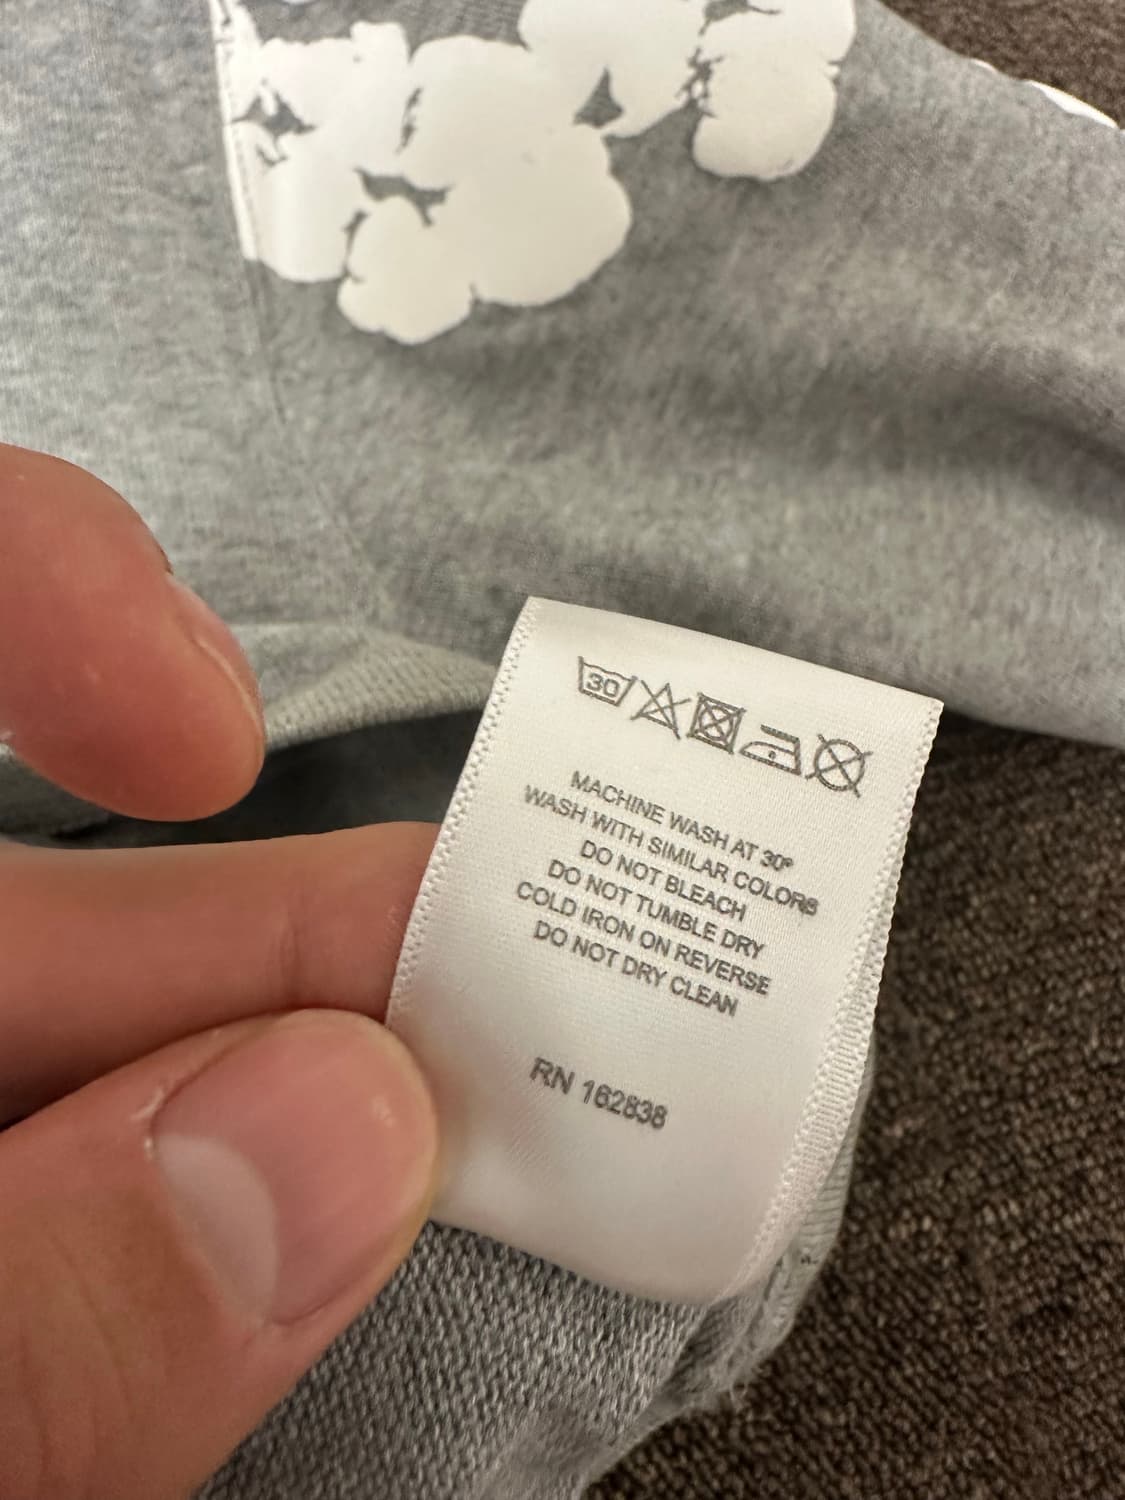 30
MACHINE WASH AT 30º
WASH WITH SIMILAR COLORS
DO NOT BLEACH
DO NOT TUMBLE DRY
COLD IRON ON REVERSE
DO NOT DRY CLEAN
RN 162838